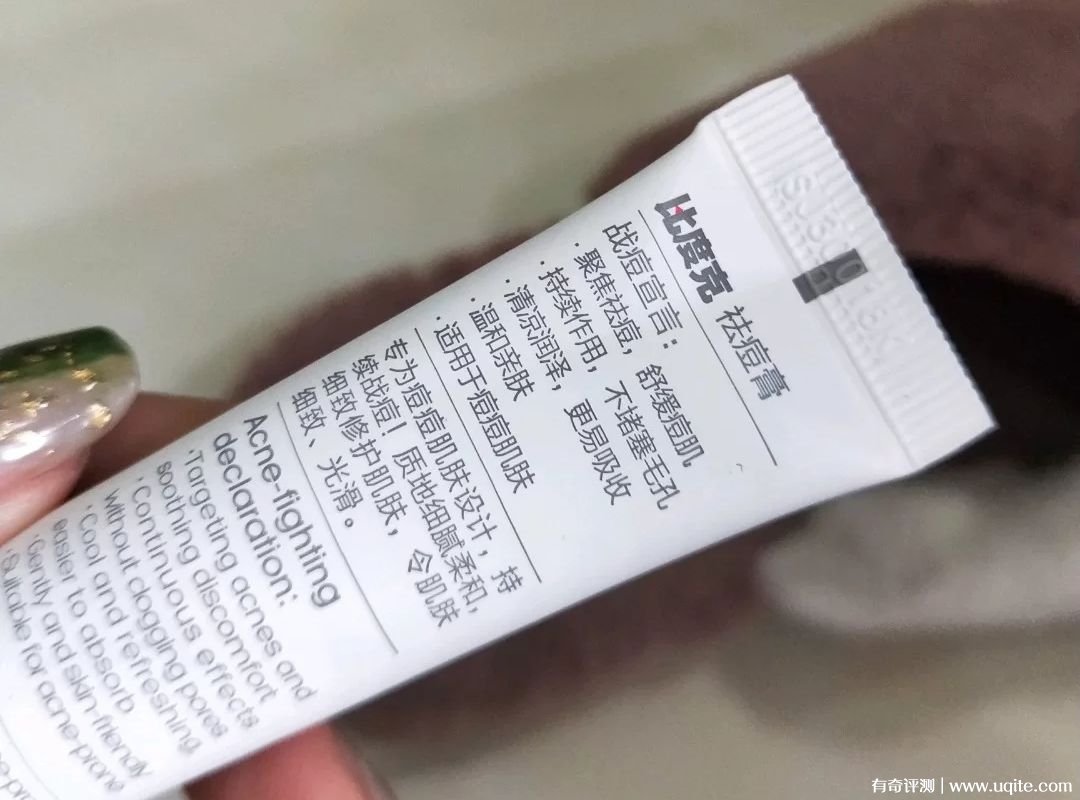 比度克 祛痘膏
战痘宣言：
·聚焦祛痘，舒缓痘肌
·持续作用，不堵塞毛孔
·清凉润泽，更易吸收
·温和亲肤
·适用于痘痘肌肤
专为痘痘肌肤设计，持
续战痘！质地细腻柔和，
细致修护肌肤，令肌肤
细致、光滑。
Acne-fighting
declaration:
·Targeting acnes and
soothing discomfort
·Continuous effects
without clogging pores
·Cool and refreshing,
easier to absorb
·Gently and skin-friendly
·Suitable for acne-prone
有奇评测 | www.uqite.com